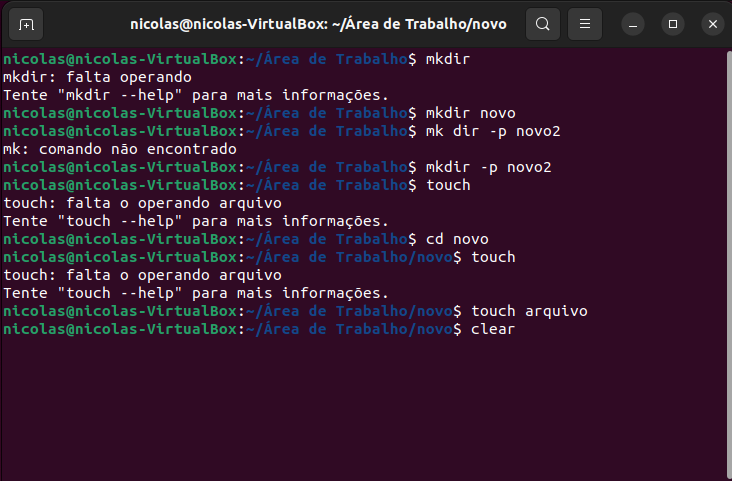 nicolas@nicolas-VirtualBox: ~/Área de Trabalho/novo
nicolas@nicolas-VirtualBox:~/Área de Trabalho$ mkdir
mkdir: falta operando
Tente "mkdir --help" para mais informações.
nicolas@nicolas-VirtualBox:~/Área de Trabalho$ mkdir novo
nicolas@nicolas-VirtualBox:~/Área de Trabalho$ mk dir -p novo2
mk: comando não encontrado
nicolas@nicolas-VirtualBox:~/Área de Trabalho$ mkdir -p novo2
nicolas@nicolas-VirtualBox:~/Área de Trabalho$ touch
touch: falta o operando arquivo
Tente "touch --help" para mais informações.
nicolas@nicolas-VirtualBox:~/Área de Trabalho$ cd novo
nicolas@nicolas-VirtualBox:~/Área de Trabalho/novo$ touch
touch: falta o operando arquivo
Tente "touch --help" para mais informações.
nicolas@nicolas-VirtualBox:~/Área de Trabalho/novo$ touch arquivo
nicolas@nicolas-VirtualBox:~/Área de Trabalho/novo$ clear